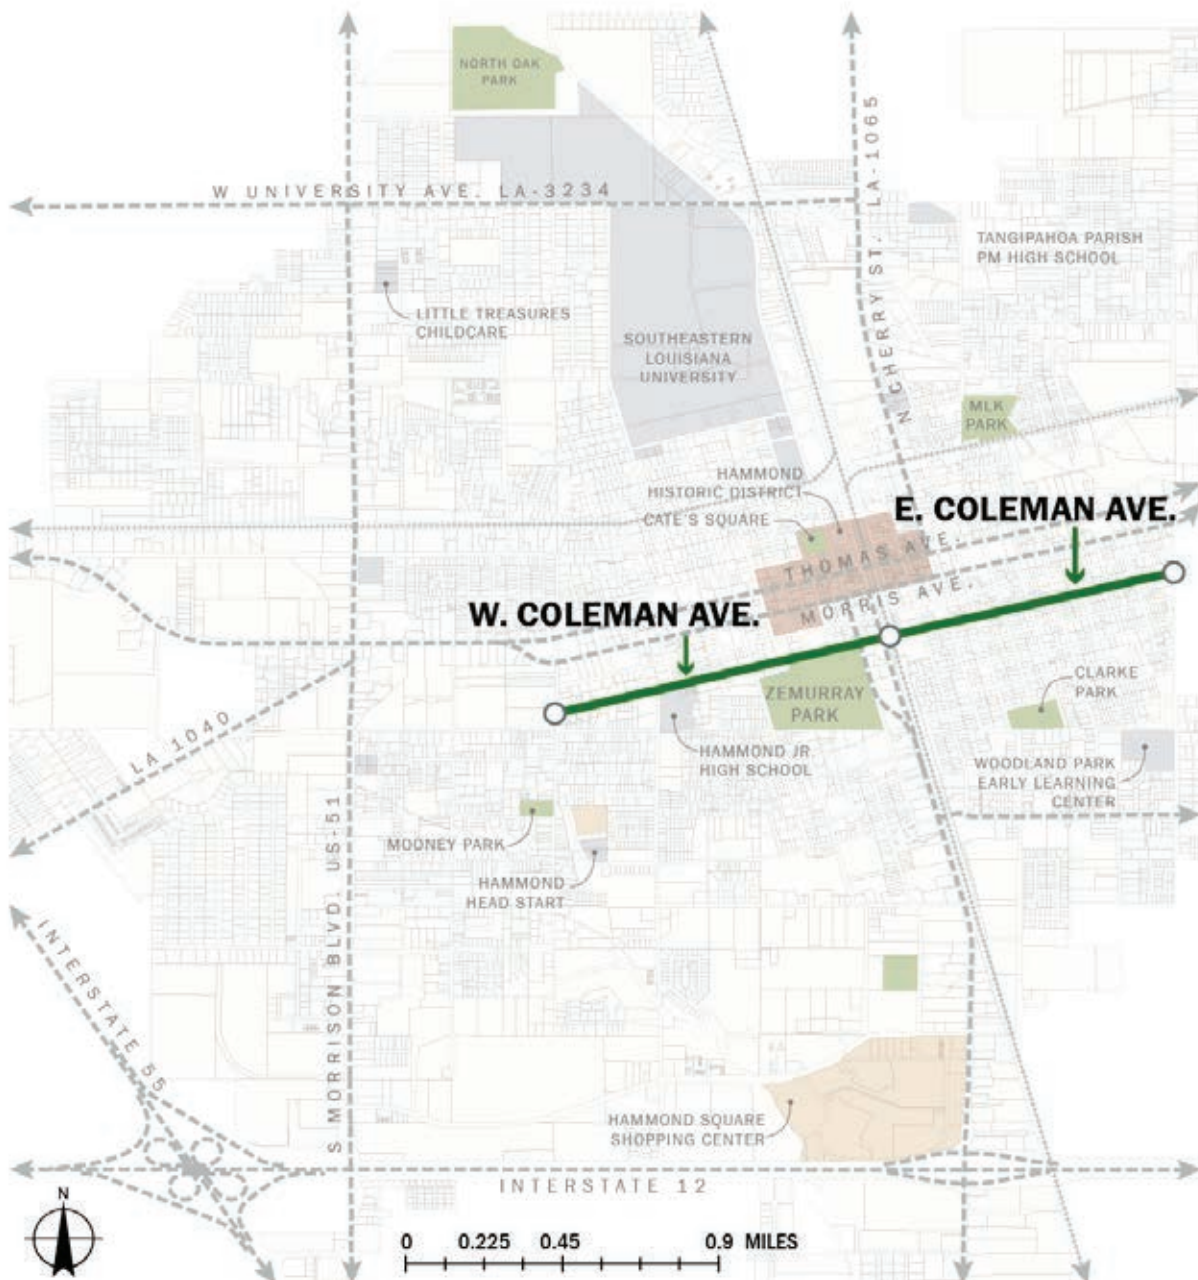 NORTH OAK
PARK
W UNIVERSITY AVE. LA-3234
N CHERRY ST. LA-1065
TANGIPAHOA PARISH
PM HIGH SCHOOL
LITTLE TREASURES
CHILDCARE
SOUTHEASTERN
LOUISIANA
UNIVERSITY
MLK
PARK
HAMMOND
HISTORIC DISTRICT
CATE'S SQUARE
E. COLEMAN AVE.
THOMAS AVE.
MORRIS AVE.
W. COLEMAN AVE.
ZEMURRAY
PARK
CLARKE
PARK
LA 1040
HAMMOND JR
HIGH SCHOOL
WOODLAND PARK
EARLY LEARNING
CENTER
MOONEY PARK
HAMMOND
HEAD START
S MORRISON BLVD. US-51
INTERSTATE 55
HAMMOND SQUARE
SHOPPING CENTER
INTERSTATE 12
N
0 0.225 0.45 0.9 MILES